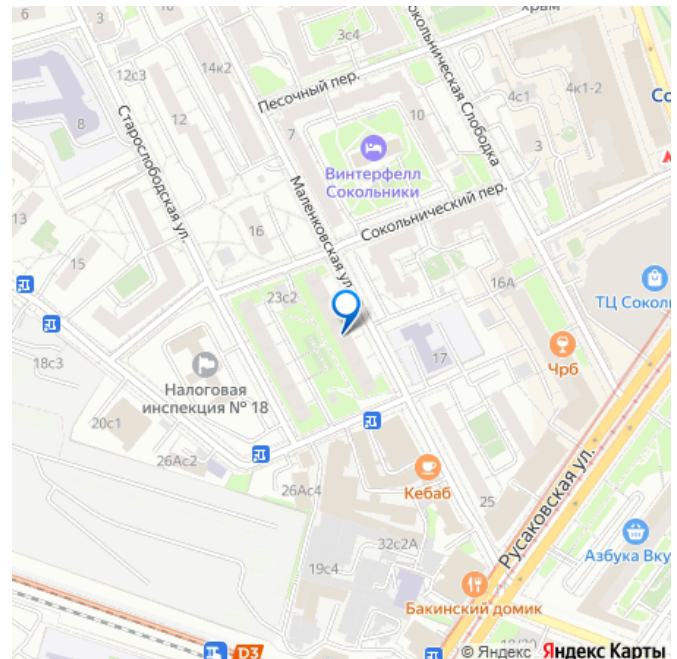 6
3
3с4
храм
12с3
14к2
Песочный пер.
Сокольническая Слободка
4с1
4к1-2
Со
8
12
7
10
3
Старослободская ул.
Винтерфелл
Сокольники
Маленковская ул.
Сокольнический пер.
13
16
15
23с2
16А
ТЦ Сокол
18с3
Налоговая
инспекция № 18
17
Чрб
20с1
26Ас2
Кебаб
Русаковская ул.
26Ас4
25
32с2А
Азбука Вку
19с4
Бакинский домик
D3
18/20
© Яндекс Яндекс Карты